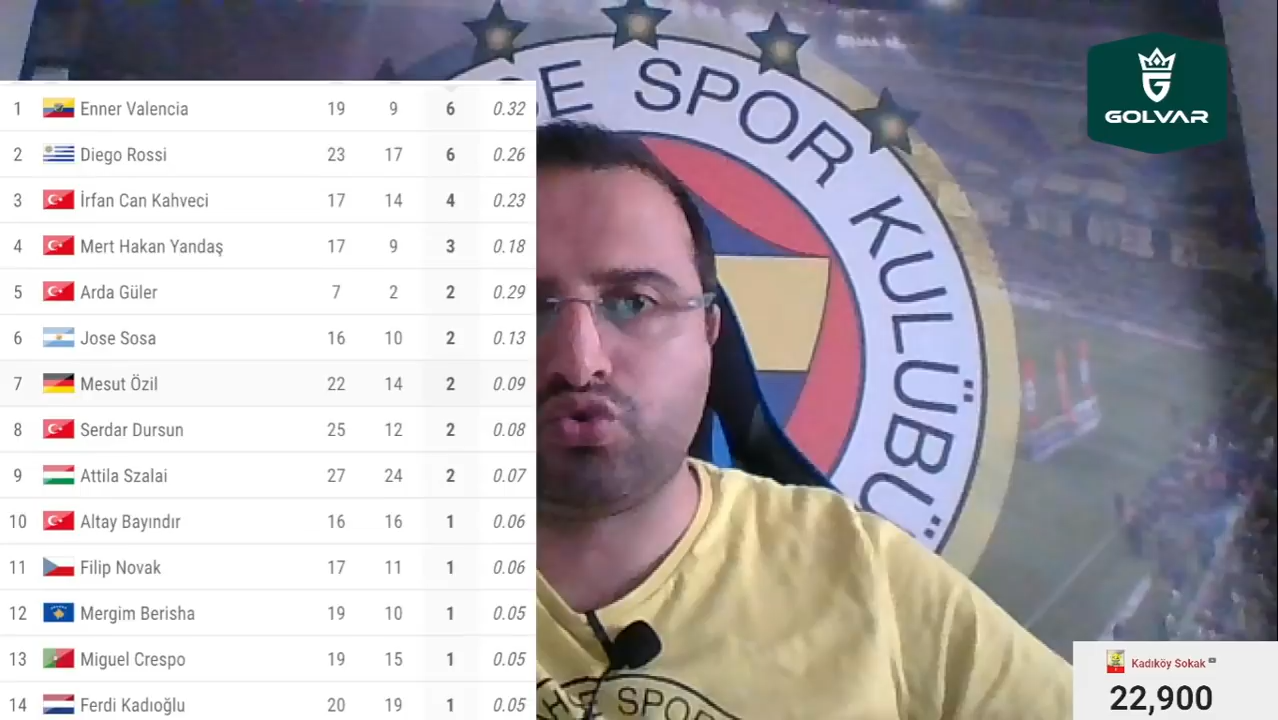 1 Enner Valencia 19 9 6 0.32
2 Diego Rossi 23 17 6 0.26
3 İrfan Can Kahveci 17 14 4 0.23
4 Mert Hakan Yandaş 17 9 3 0.18
5 Arda Güler 7 2 2 0.29
6 Jose Sosa 16 10 2 0.13
7 Mesut Özil 22 14 2 0.09
8 Serdar Dursun 25 12 2 0.08
9 Attila Szalai 27 24 2 0.07
10 Altay Bayındır 16 16 1 0.06
11 Filip Novak 17 11 1 0.06
12 Mergim Berisha 19 10 1 0.05
13 Miguel Crespo 19 15 1 0.05
14 Ferdi Kadıoğlu 20 19 1 0.05
ÇE SPOR KULÜBÜ
HÇE SPOR
G
GOLVAR
Kadıköy Sokak
22,900